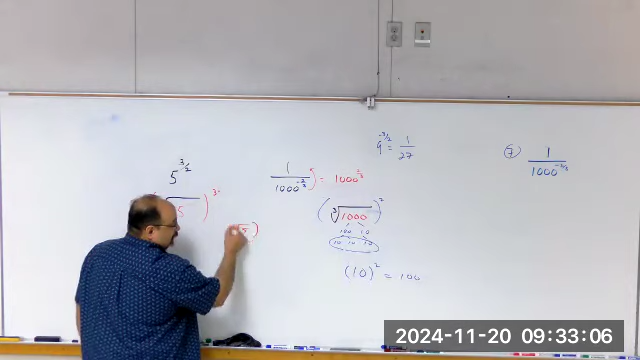 9^-3/2 = 1/27
⑦ 1/1000^-2/3
5^3/2
1/1000^-2/3 = 1000^2/3
(∛1000)²
100 10
10 10 10
(10)² = 100
2024-11-20 09:33:06